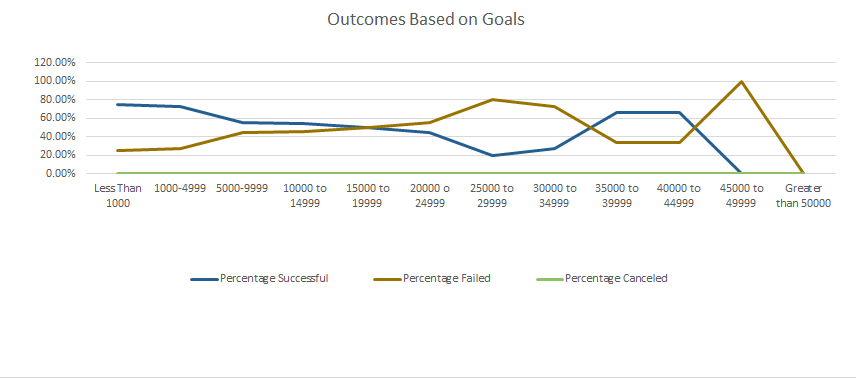 Outcomes Based on Goals
120.00%
100.00%
80.00%
60.00%
40.00%
20.00%
0.00%
Less Than 1000-4999 5000-9999 10000 to 15000 to 20000 o 25000 to 30000 to 35000 to 40000 to 45000 to Greater
1000 14999 19999 24999 29999 34999 39999 44999 49999 than 50000
Percentage Successful Percentage Failed Percentage Canceled